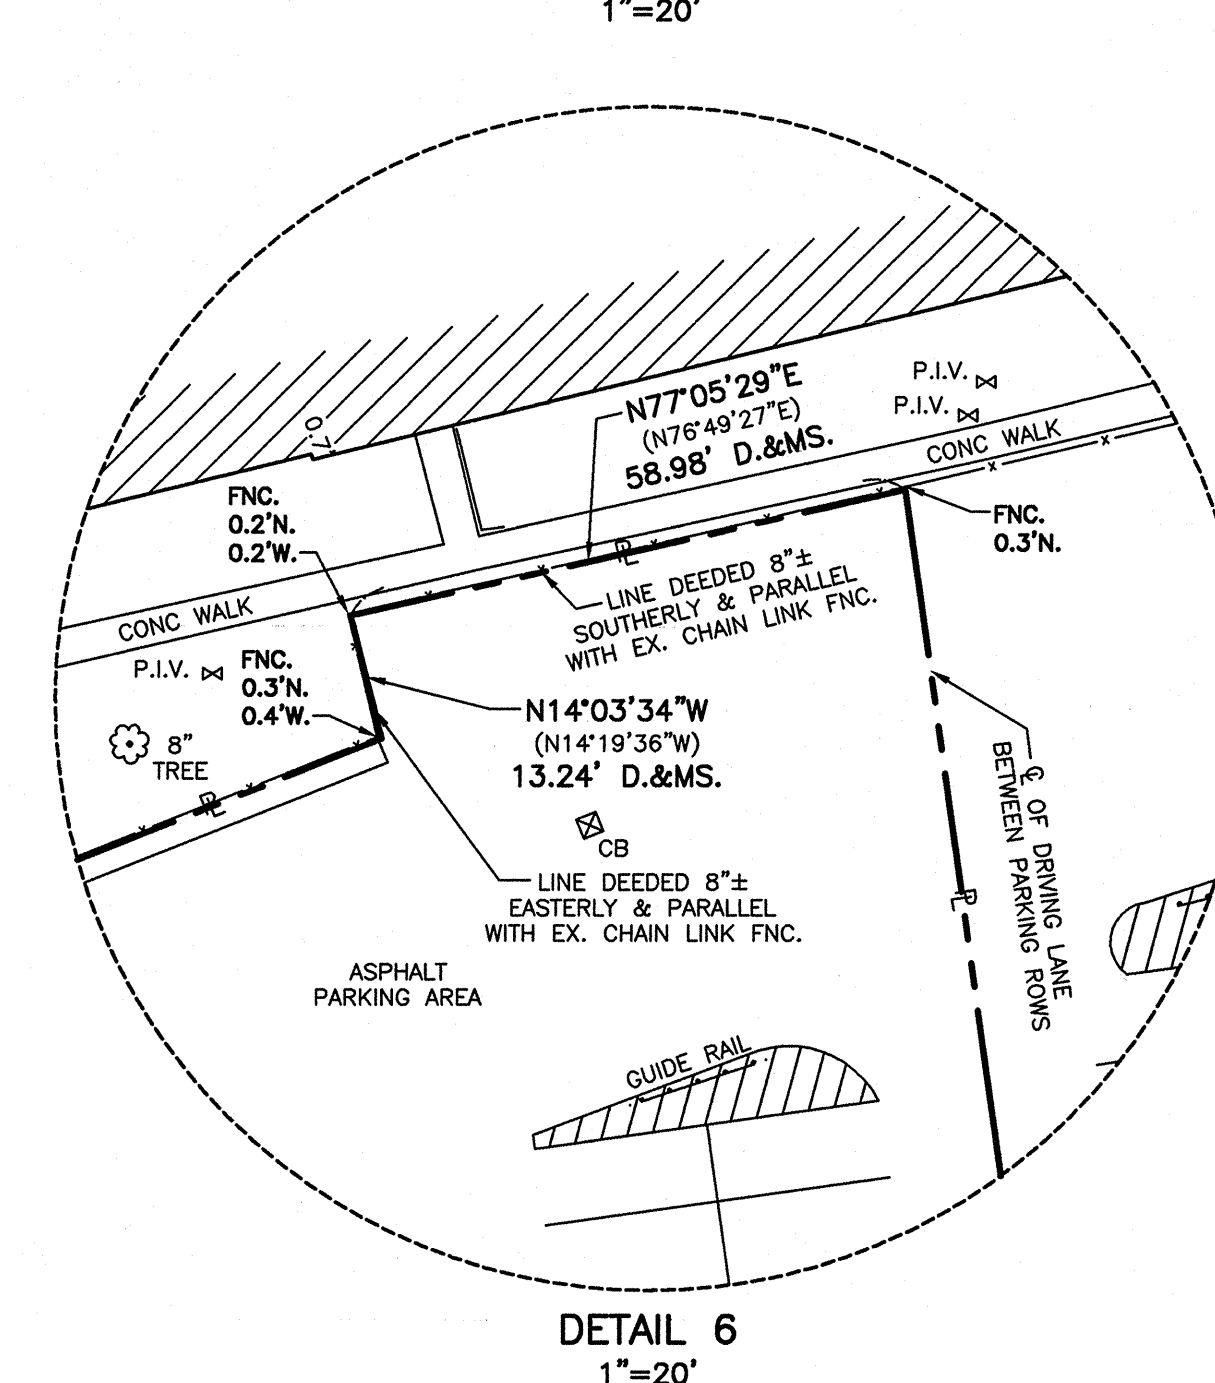 1"=20'
N77°05'29"E
(N76°49'27"E)
58.98' D.&MS.
P.I.V.
P.I.V.
CONC WALK
0.7'
FNC.
0.2'N.
0.2'W.
FNC.
0.3'N.
PL
LINE DEEDED 8"±
SOUTHERLY & PARALLEL
WITH EX. CHAIN LINK FNC.
CONC WALK
P.I.V.
FNC.
0.3'N.
0.4'W.
N14°03'34"W
(N14°19'36"W)
13.24' D.&MS.
8"
TREE
PL
CB
LINE DEEDED 8"±
EASTERLY & PARALLEL
WITH EX. CHAIN LINK FNC.
℄ OF DRIVING LANE
BETWEEN PARKING ROWS
PL
ASPHALT
PARKING AREA
GUIDE RAIL
DETAIL 6
1"=20'